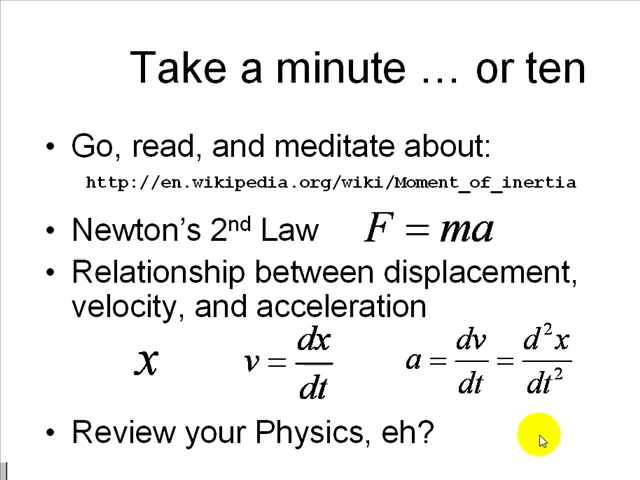 Take a minute … or ten
• Go, read, and meditate about:
http://en.wikipedia.org/wiki/Moment_of_inertia
• Newton’s 2nd Law F = ma
• Relationship between displacement,
velocity, and acceleration
x v = dx/dt a = dv/dt = d²x/dt²
• Review your Physics, eh?